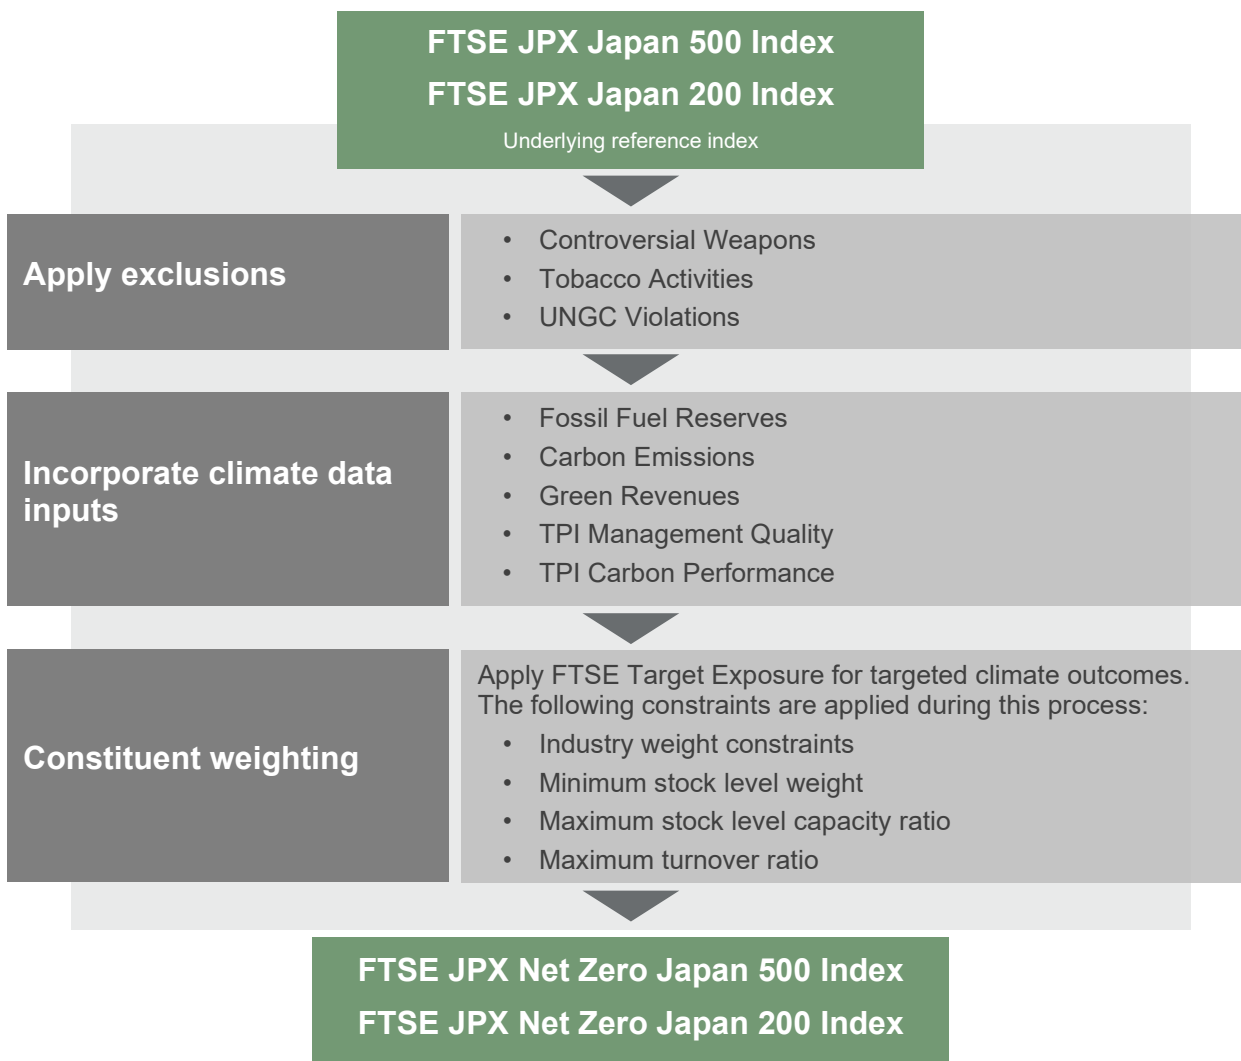 FTSE JPX Japan 500 Index
FTSE JPX Japan 200 Index
Underlying reference index
Apply exclusions
• Controversial Weapons
• Tobacco Activities
• UNGC Violations
Incorporate climate data
inputs
• Fossil Fuel Reserves
• Carbon Emissions
• Green Revenues
• TPI Management Quality
• TPI Carbon Performance
Constituent weighting
Apply FTSE Target Exposure for targeted climate outcomes.
The following constraints are applied during this process:
• Industry weight constraints
• Minimum stock level weight
• Maximum stock level capacity ratio
• Maximum turnover ratio
FTSE JPX Net Zero Japan 500 Index
FTSE JPX Net Zero Japan 200 Index